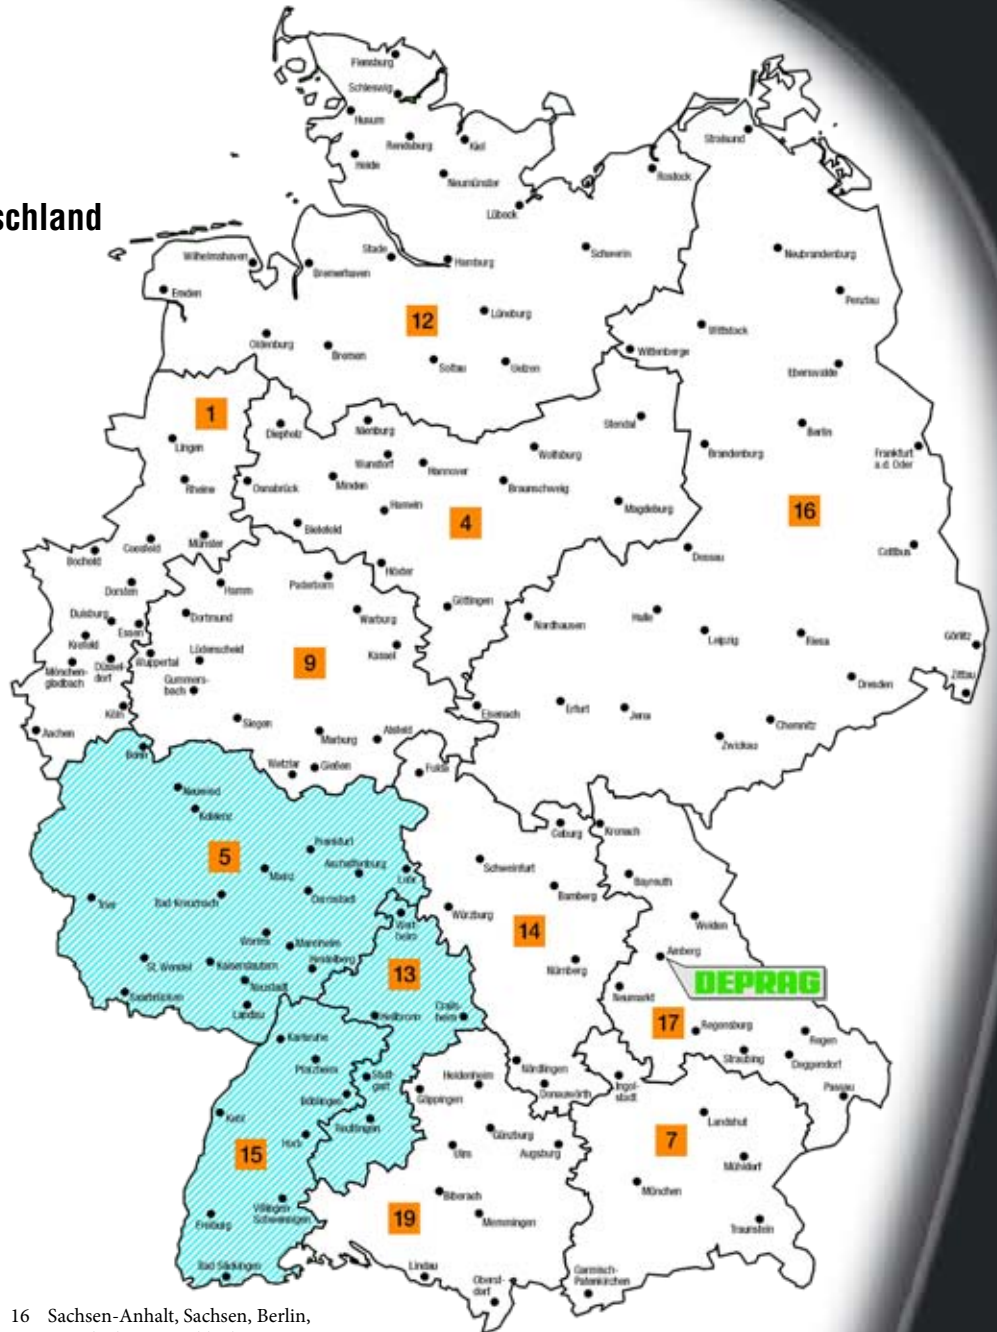 schland
Flensburg
Schleswig
Husum
Rendsburg
Kiel
Stralsund
Heide
Neumünster
Rostock
Lübeck
Stade
Hamburg
Schwerin
Neubrandenburg
Wilhelmshaven
Bremerhaven
Emden
Lüneburg
Penzlau
12
Wittstock
Oldenburg
Bremen
Soltau
Uelzen
Wittenberge
Eberswalde
1
Diepholz
Nienburg
Stendal
Berlin
Lingen
Wunstorf
Hannover
Wolfsburg
Brandenburg
Frankfurt
a.d. Oder
Rheine
Osnabrück
Minden
Braunschweig
Hameln
Magdeburg
16
Bielefeld
4
Münster
Coesfeld
Bocholt
Höxter
Dessau
Cottbus
Dorsten
Hamm
Paderborn
Duisburg
Dortmund
Warburg
Göttingen
Nordhausen
Halle
Leipzig
Riesa
Görlitz
Essen
Krefeld
Lüdenscheid
Kassel
9
Mönchen-
gladbach
Düssel-
dorf
Wuppertal
Gummers-
bach
Zittau
Dresden
Köln
Siegen
Eisenach
Erfurt
Jena
Chemnitz
Aachen
Marburg
Alsfeld
Zwickau
Bonn
Wetzlar
Gießen
Fulda
Neuwied
Koblenz
Coburg
Kronach
Frankfurt
5
Aschaffenburg
Schweinfurt
Mainz
Lohr
Bayreuth
Trier
Bad Kreuznach
Darmstadt
Bamberg
Wert-
heim
Würzburg
Weiden
14
Worms
Mannheim
Amberg
St. Wendel
Kaiserslautern
Heidelberg
13
Nürnberg
DEPRAG
Saarbrücken
Neustadt
Neumarkt
Landau
Heilbronn
Crails-
heim
17
Regensburg
Regen
Karlsruhe
Straubing
Deggendorf
Pforzheim
Stutt-
gart
Heidenheim
Nördlingen
Ingol-
stadt
Passau
Böblingen
Göppingen
Donauwörth
Kehl
Reutlingen
Landshut
Horb
Günzburg
7
15
Ulm
Augsburg
Mühldorf
Villingen
Schwenningen
Biberach
München
Freiburg
19
Memmingen
Traunstein
Bad Säckingen
Lindau
Oberst-
dorf
Garmisch-
Patenkirchen
16 Sachsen-Anhalt, Sachsen, Berlin,